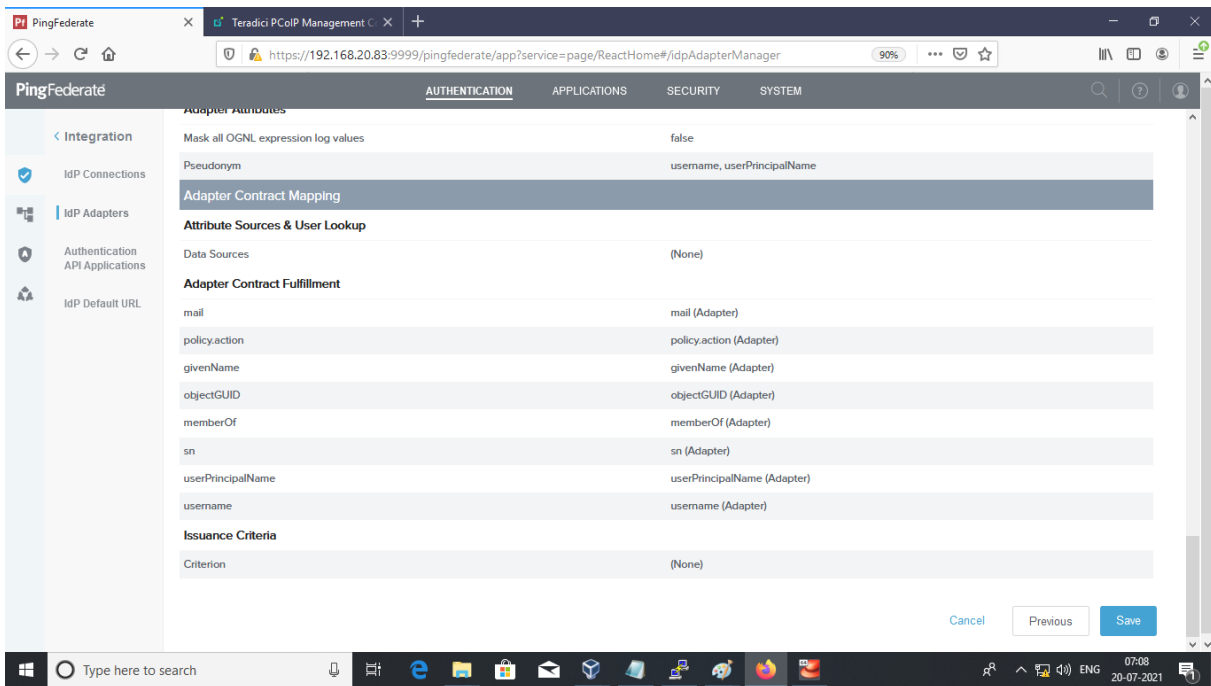 Pf PingFederate
Teradici PCoIP Management C
https://192.168.20.83:9999/pingfederate/app?service=page/ReactHome#/idpAdapterManager
90%
PingFederate
AUTHENTICATION
APPLICATIONS
SECURITY
SYSTEM
Adapter Attributes
Integration
Mask all OGNL expression log values
false
Pseudonym
username, userPrincipalName
IdP Connections
Adapter Contract Mapping
IdP Adapters
Attribute Sources & User Lookup
Authentication
API Applications
Data Sources
(None)
Adapter Contract Fulfillment
IdP Default URL
mail
mail (Adapter)
policy.action
policy.action (Adapter)
givenName
givenName (Adapter)
objectGUID
objectGUID (Adapter)
memberOf
memberOf (Adapter)
sn
sn (Adapter)
userPrincipalName
userPrincipalName (Adapter)
username
username (Adapter)
Issuance Criteria
Criterion
(None)
Cancel
Previous
Save
Type here to search
ENG
07:08
20-07-2021
1